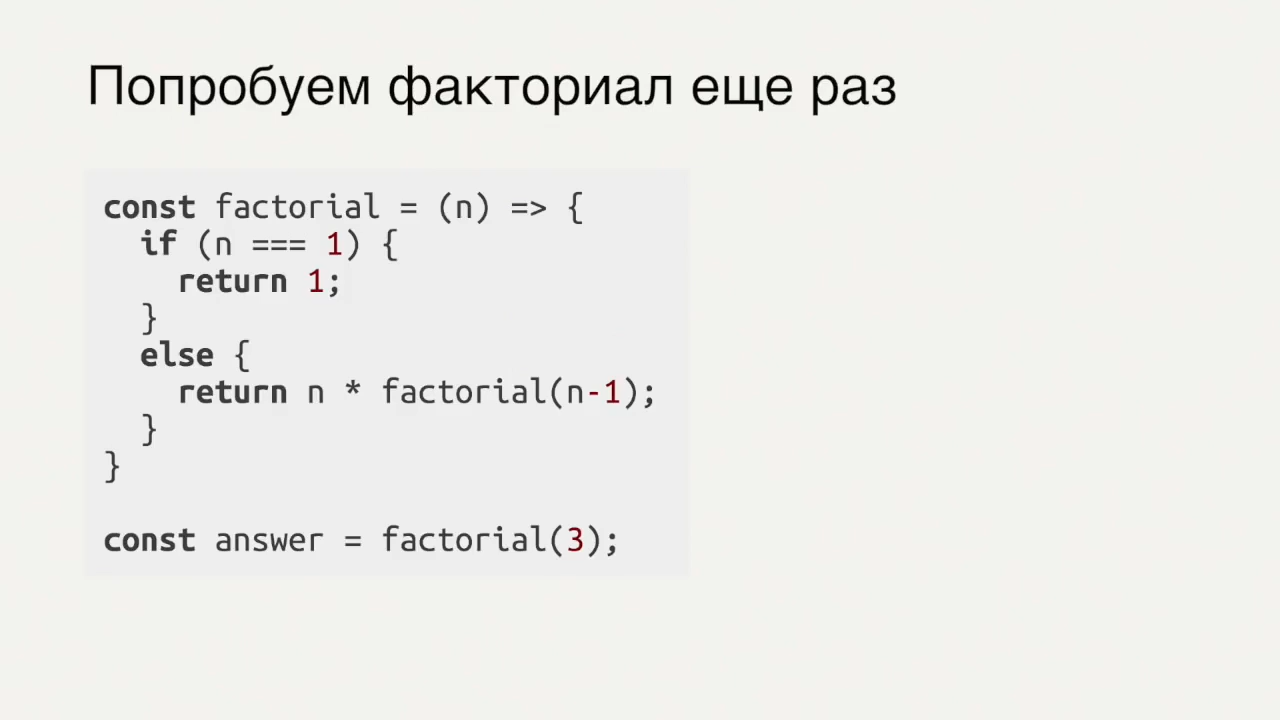 Попробуем факториал еще раз
const factorial = (n) => {
  if (n === 1) {
    return 1;
  }
  else {
    return n * factorial(n-1);
  }
}
const answer = factorial(3);